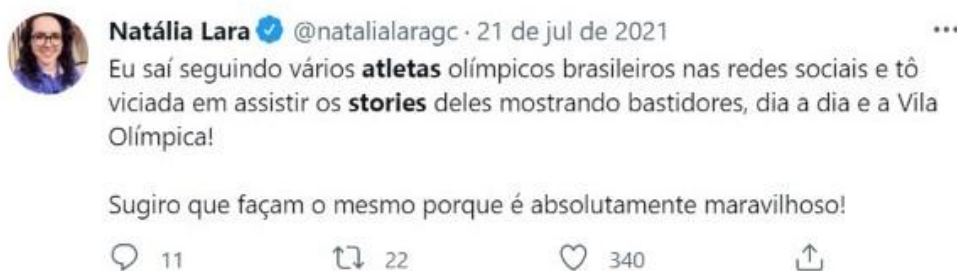 Natália Lara @natalialaragc · 21 de jul de 2021
Eu saí seguindo vários atletas olímpicos brasileiros nas redes sociais e tô
viciada em assistir os stories deles mostrando bastidores, dia a dia e a Vila
Olímpica!
Sugiro que façam o mesmo porque é absolutamente maravilhoso!
11 22 340